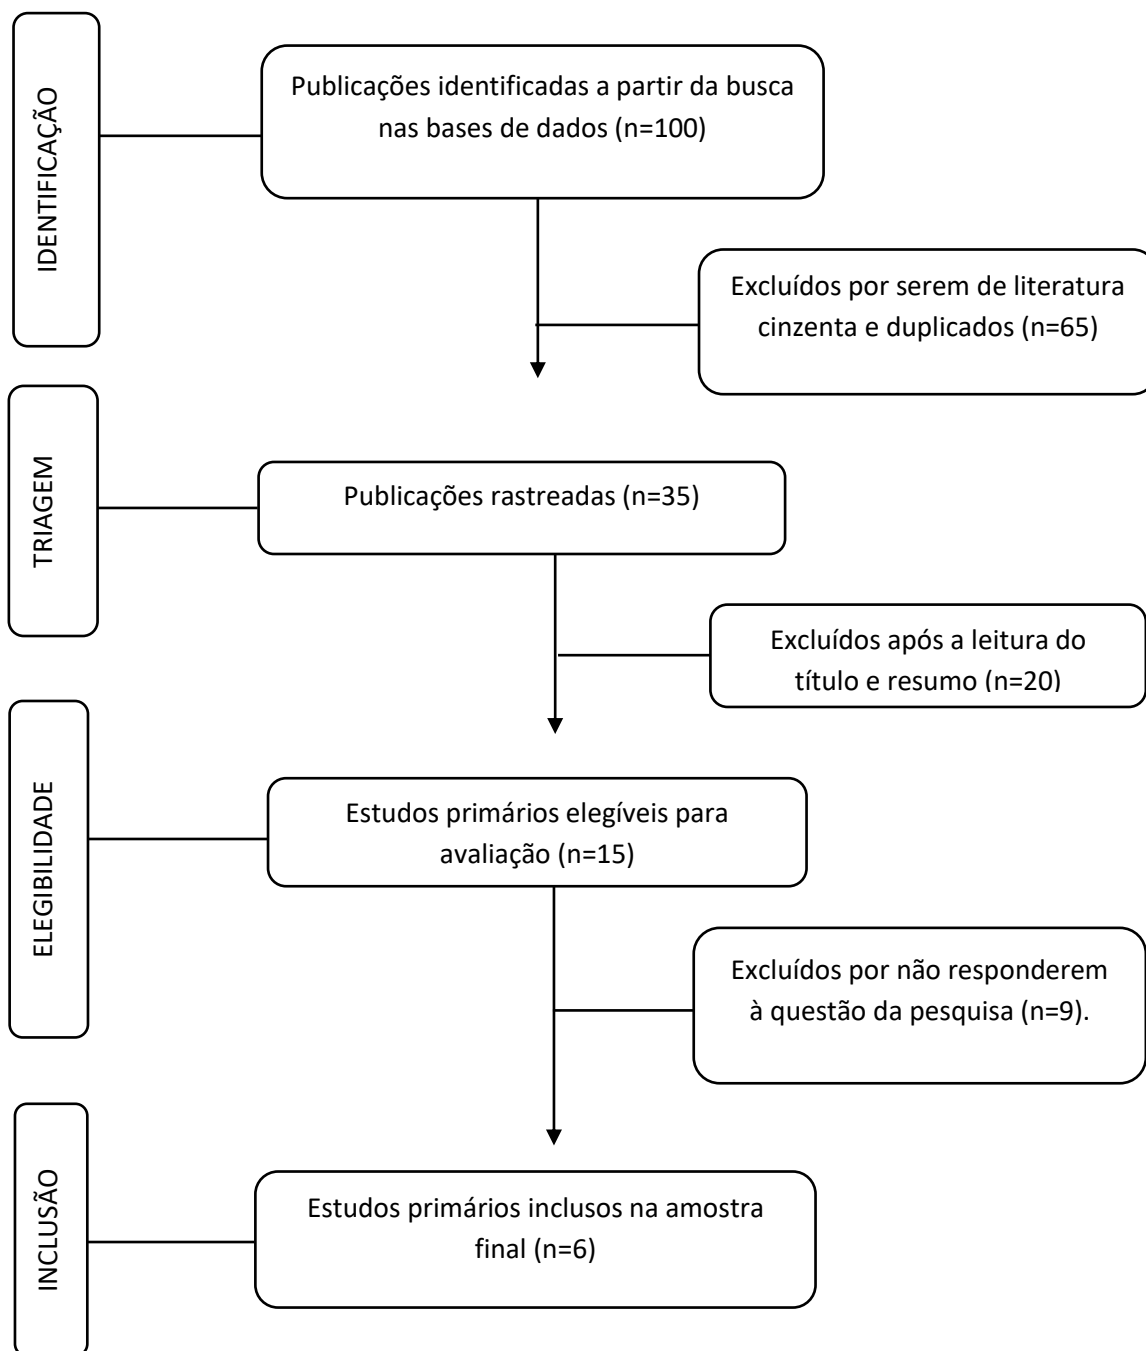 IDENTIFICAÇÃO
Publicações identificadas a partir da busca
nas bases de dados (n=100)
Excluídos por serem de literatura
cinzenta e duplicados (n=65)
TRIAGEM
Publicações rastreadas (n=35)
Excluídos após a leitura do
título e resumo (n=20)
ELEGIBILIDADE
Estudos primários elegíveis para
avaliação (n=15)
Excluídos por não responderem
à questão da pesquisa (n=9).
INCLUSÃO
Estudos primários inclusos na amostra
final (n=6)